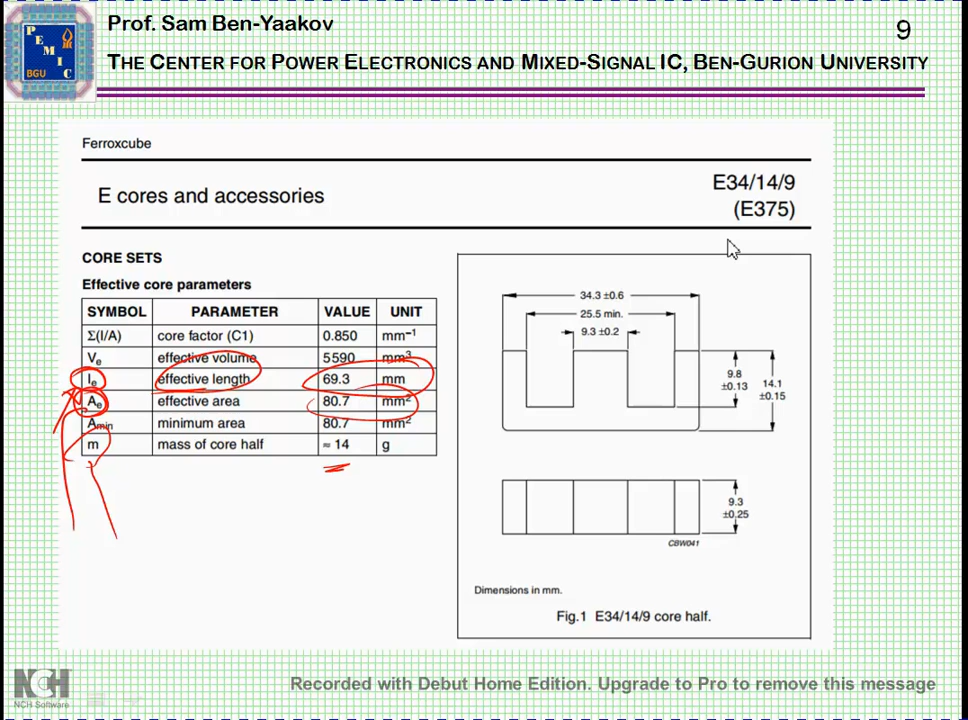 Prof. Sam Ben-Yaakov
9
THE CENTER FOR POWER ELECTRONICS AND MIXED-SIGNAL IC, BEN-GURION UNIVERSITY
P
E
M
I
C
BGU
Ferroxcube
E cores and accessories
E34/14/9
(E375)
CORE SETS
Effective core parameters
SYMBOL PARAMETER VALUE UNIT
Σ(I/A) core factor (C1) 0.850 mm⁻¹
Ve effective volume 5590 mm³
Ie effective length 69.3 mm
Ae effective area 80.7 mm²
Amin minimum area 80.7 mm²
m mass of core half ≈ 14 g
34.3 ±0.6
25.5 min.
9.3 ±0.2
9.8
±0.13
14.1
±0.15
9.3
±0.25
CBW041
Dimensions in mm.
Fig.1 E34/14/9 core half.
NCH
NCH Software
Recorded with Debut Home Edition. Upgrade to Pro to remove this message